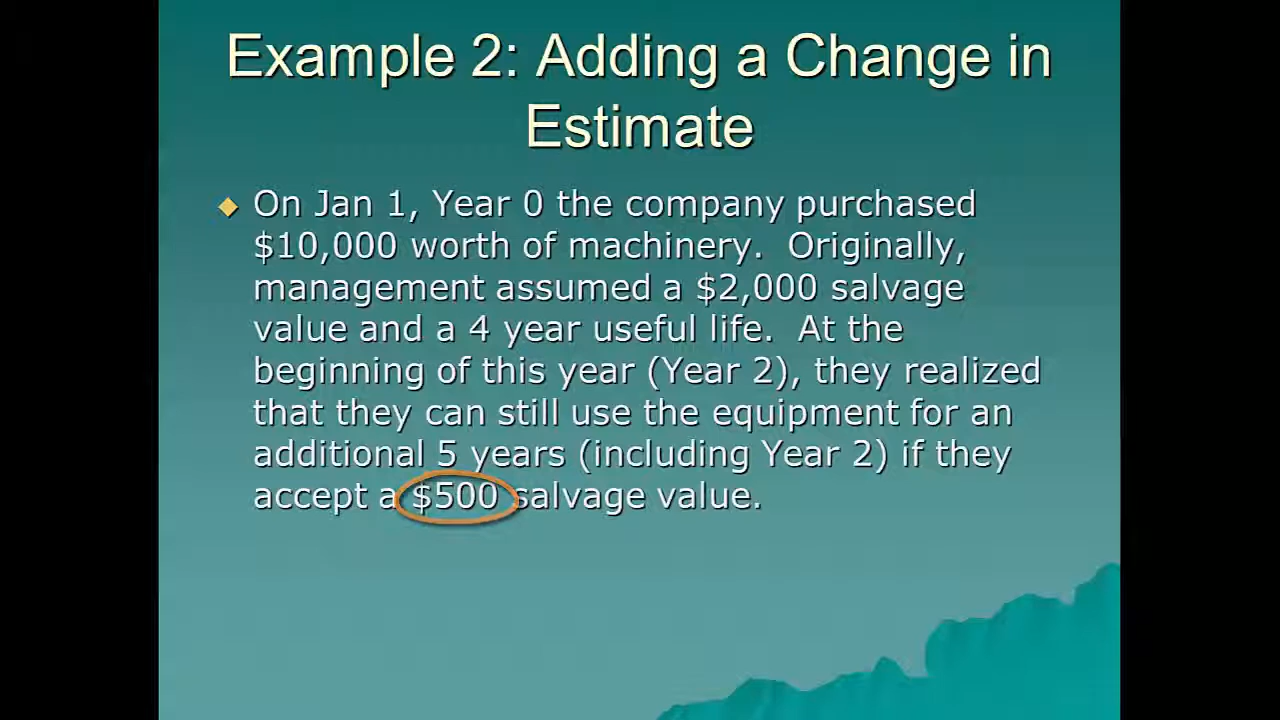 Example 2: Adding a Change in
Estimate
On Jan 1, Year 0 the company purchased
$10,000 worth of machinery.  Originally,
management assumed a $2,000 salvage
value and a 4 year useful life.  At the
beginning of this year (Year 2), they realized
that they can still use the equipment for an
additional 5 years (including Year 2) if they
accept a $500 salvage value.